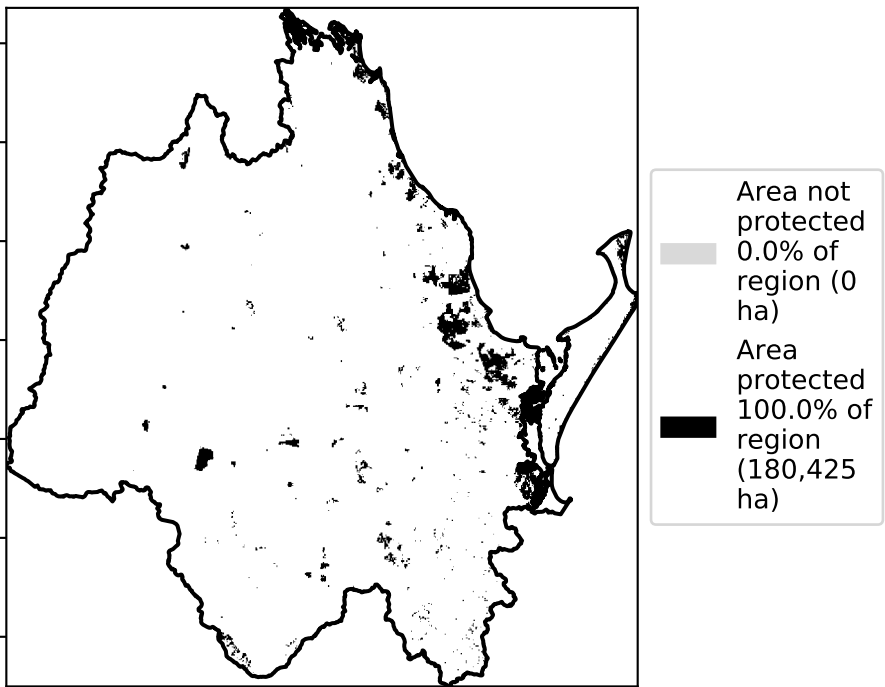 Area not
protected
0.0% of
region (0
ha)
Area
protected
100.0% of
region
(180,425
ha)